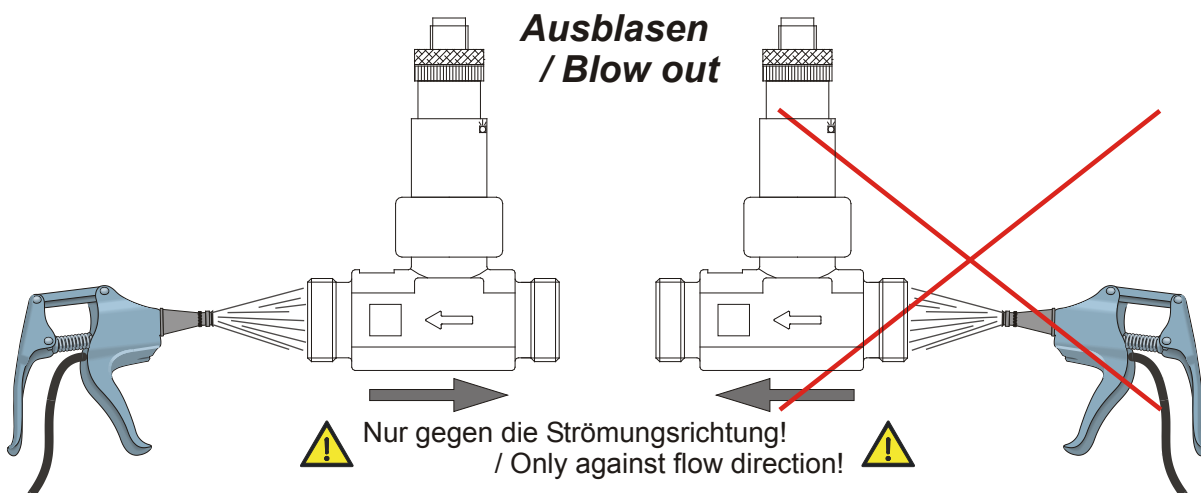 Ausblasen
/ Blow out
Nur gegen die Strömungsrichtung!
/ Only against flow direction!